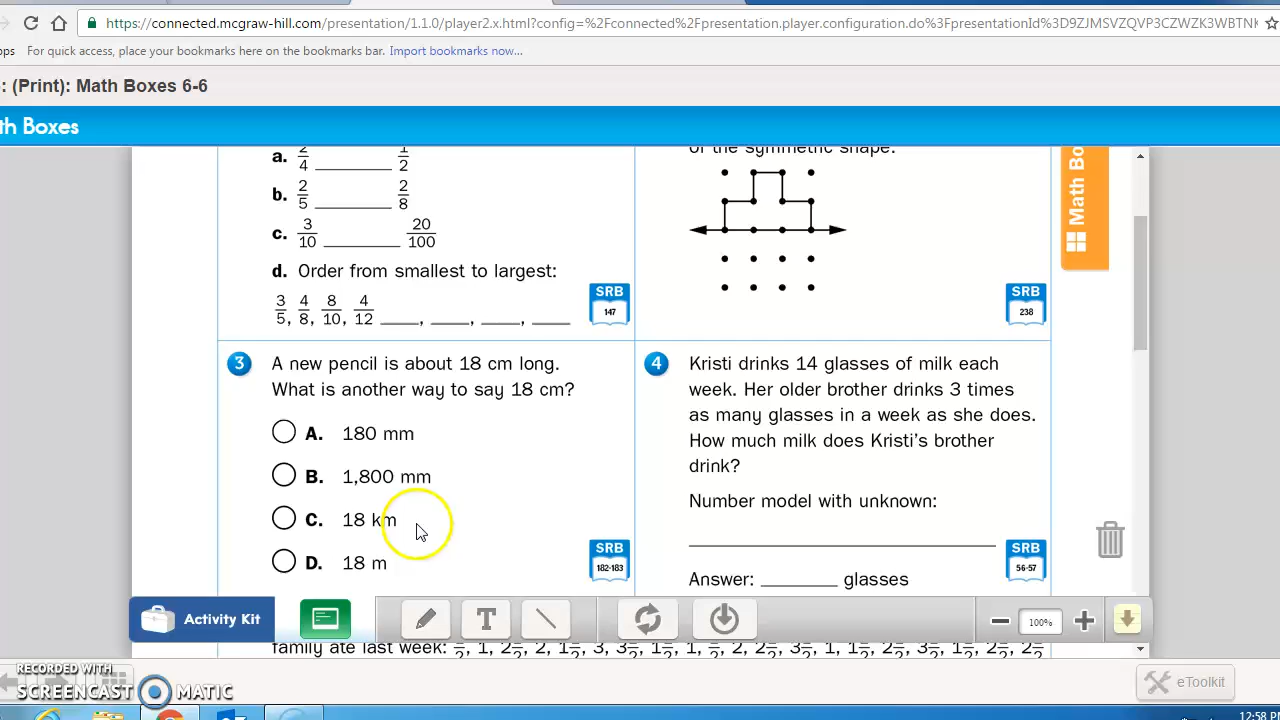 https://connected.mcgraw-hill.com/presentation/1.1.0/player2.x.html?config=%2Fconnected%2Fpresentation.player.configuration.do%3FpresentationId%3D9ZJMSVZQVP3CZWZK3WBTNK
pps For quick access, place your bookmarks here on the bookmarks bar. Import bookmarks now...
: (Print): Math Boxes 6-6
th Boxes
a. 2/4 ________ 1/2
b. 2/5 ________ 2/8
c. 3/10 ________ 20/100
d. Order from smallest to largest:
3/5, 4/8, 8/10, 4/12 ____, ____, ____, ____
SRB
147
of the symmetric shape.
SRB
238
Math Bo
3 A new pencil is about 18 cm long.
What is another way to say 18 cm?
A. 180 mm
B. 1,800 mm
C. 18 km
D. 18 m
SRB
182-183
4 Kristi drinks 14 glasses of milk each
week. Her older brother drinks 3 times
as many glasses in a week as she does.
How much milk does Kristi's brother
drink?
Number model with unknown:
Answer: ________ glasses
SRB
56-57
Activity Kit
T
100%
family ate last week:
RECORDED WITH
SCREENCAST MATIC
eToolkit
12:58 P